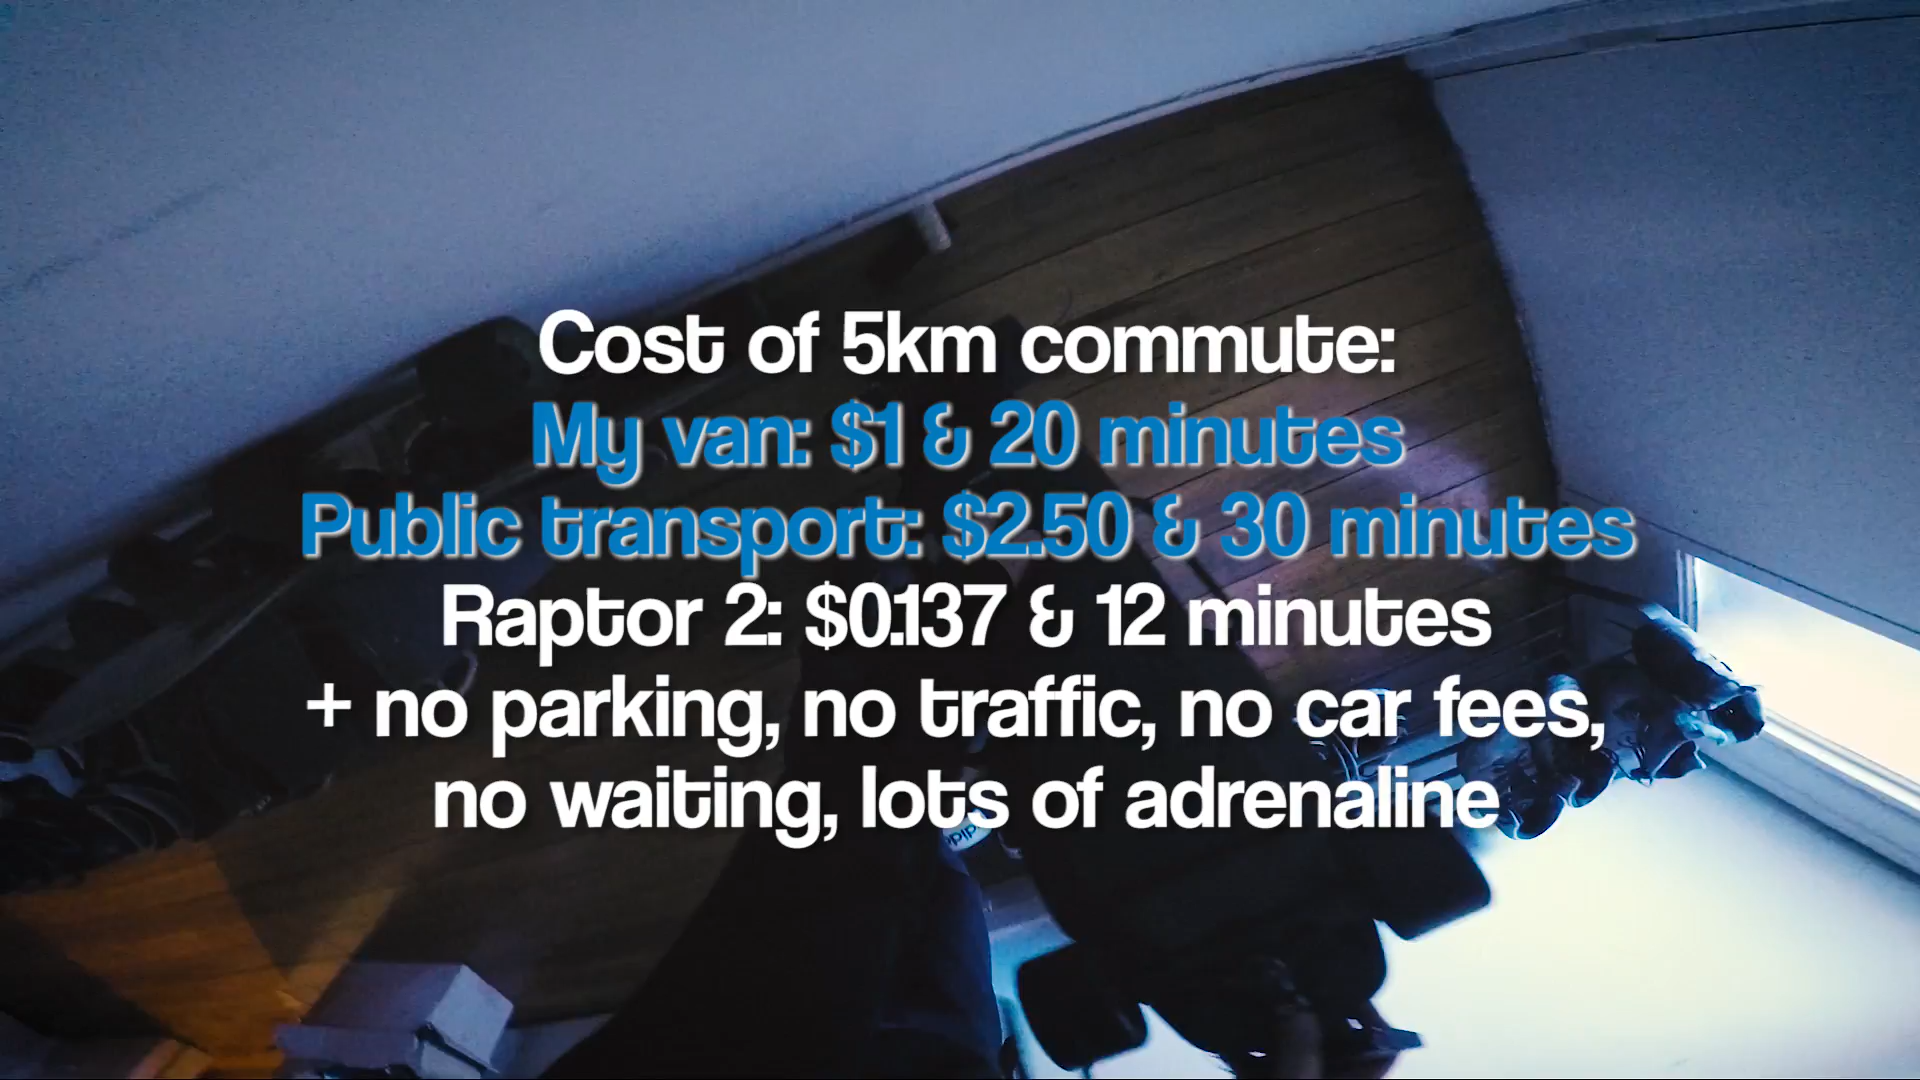 Cost of 5km commute:
My van: $1 & 20 minutes
Public transport: $2.50 & 30 minutes
Raptor 2: $0.137 & 12 minutes
+ no parking, no traffic, no car fees,
no waiting, lots of adrenaline